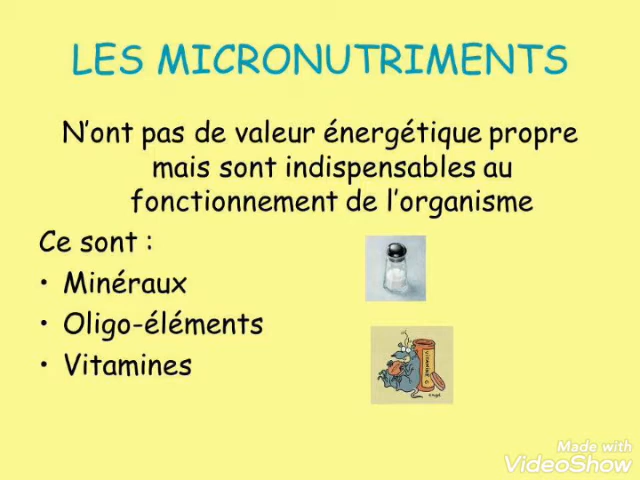 LES MICRONUTRIMENTS
N'ont pas de valeur énergétique propre
mais sont indispensables au
fonctionnement de l'organisme
Ce sont :
• Minéraux
• Oligo-éléments
• Vitamines
Made with
VideoShow